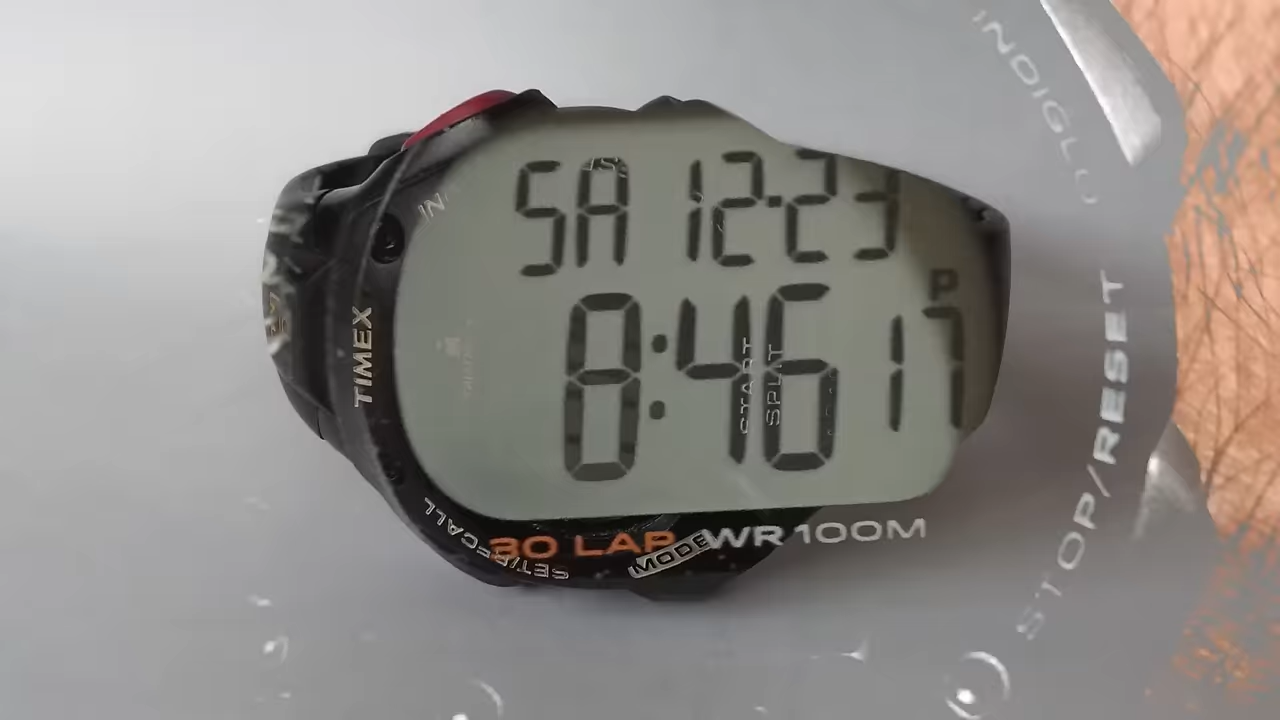 INDIGLO
SA 12-23
P
8:46 17
TIMEX
START
SPLIT
STOP/RESET
SET/RECALL
30 LAP
MODE
WR 100M